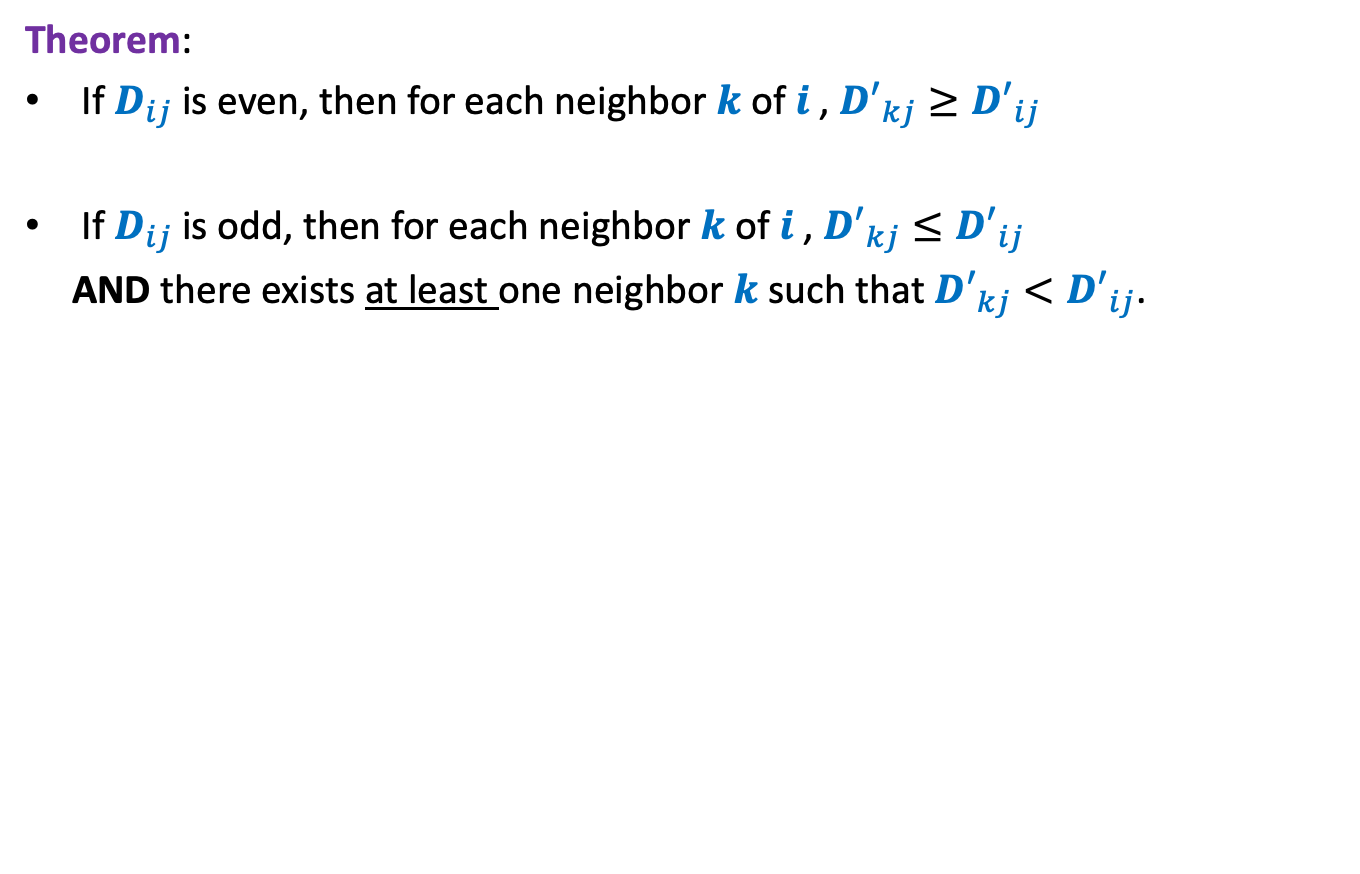 Theorem:
• If D_ij is even, then for each neighbor k of i , D′_kj ≥ D′_ij
• If D_ij is odd, then for each neighbor k of i , D′_kj ≤ D′_ij
AND there exists at least one neighbor k such that D′_kj < D′_ij.